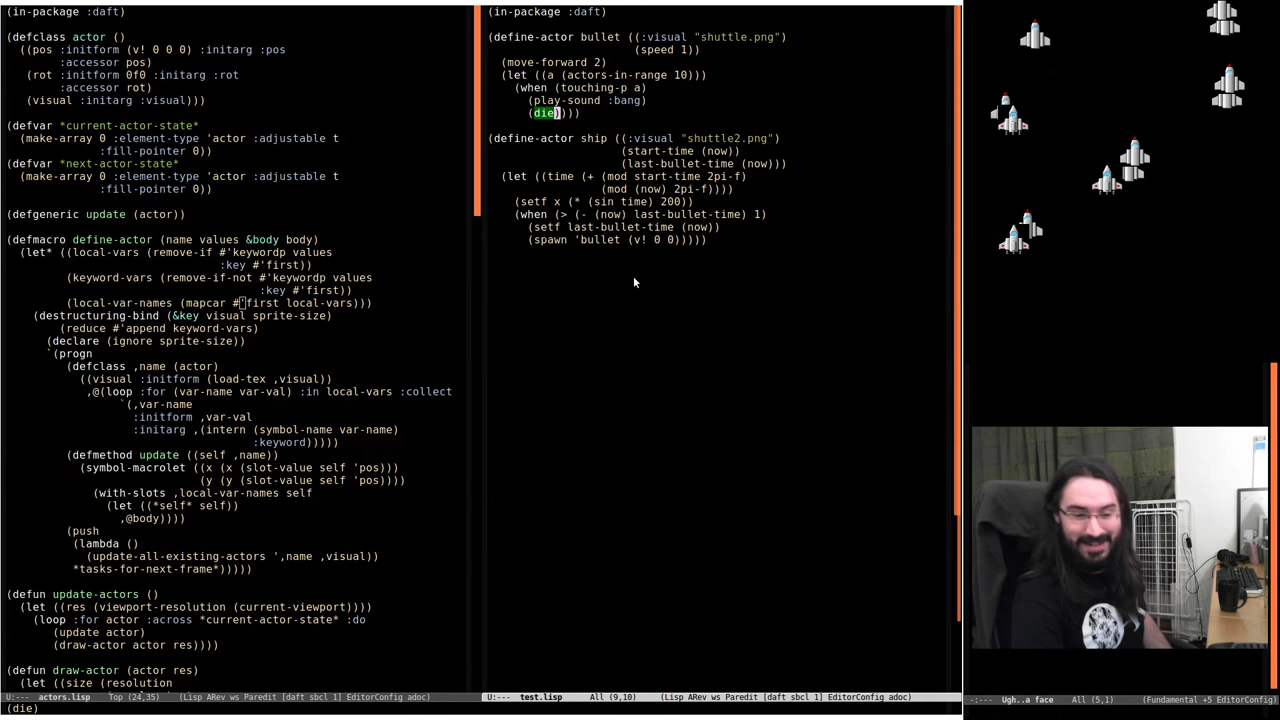 (in-package :daft)
(defclass actor ()
((pos :initform (v! 0 0 0) :initarg :pos
:accessor pos)
(rot :initform 0f0 :initarg :rot
:accessor rot)
(visual :initarg :visual)))
(defvar *current-actor-state*
(make-array 0 :element-type 'actor :adjustable t
:fill-pointer 0))
(defvar *next-actor-state*
(make-array 0 :element-type 'actor :adjustable t
:fill-pointer 0))
(defgeneric update (actor))
(defmacro define-actor (name values &body body)
(let* ((local-vars (remove-if #'keywordp values
:key #'first))
(keyword-vars (remove-if-not #'keywordp values
:key #'first))
(local-var-names (mapcar #'first local-vars)))
(destructuring-bind (&key visual sprite-size)
(reduce #'append keyword-vars)
(declare (ignore sprite-size))
`(progn
(defclass ,name (actor)
((visual :initform (load-tex ,visual))
,@(loop :for (var-name var-val) :in local-vars :collect
`(,var-name
:initform ,var-val
:initarg ,(intern (symbol-name var-name)
:keyword)))))
(defmethod update ((self ,name))
(symbol-macrolet ((x (x (slot-value self 'pos)))
(y (y (slot-value self 'pos))))
(with-slots ,local-var-names self
(let ((*self* self))
,@body))))
(push
(lambda ()
(update-all-existing-actors ',name ,visual))
*tasks-for-next-frame*)))))
(defun update-actors ()
(let ((res (viewport-resolution (current-viewport))))
(loop :for actor :across *current-actor-state* :do
(update actor)
(draw-actor actor res))))
(defun draw-actor (actor res)
(let ((size (resolution
U:--- actors.lisp Top (24,35) (Lisp ARev ws Paredit [daft sbcl 1] EditorConfig adoc)
(die)
(in-package :daft)
(define-actor bullet ((:visual "shuttle.png")
(speed 1))
(move-forward 2)
(let ((a (actors-in-range 10)))
(when (touching-p a)
(play-sound :bang)
(die))))
(define-actor ship ((:visual "shuttle2.png")
(start-time (now))
(last-bullet-time (now)))
(let ((time (+ (mod start-time 2pi-f)
(mod (now) 2pi-f))))
(setf x (* (sin time) 200))
(when (> (- (now) last-bullet-time) 1)
(setf last-bullet-time (now))
(spawn 'bullet (v! 0 0)))))
U:--- test.lisp All (9,10) (Lisp ARev ws Paredit [daft sbcl 1] EditorConfig adoc)
-:--- Ugh..a face All (5,1) (Fundamental +5 EditorConfig)